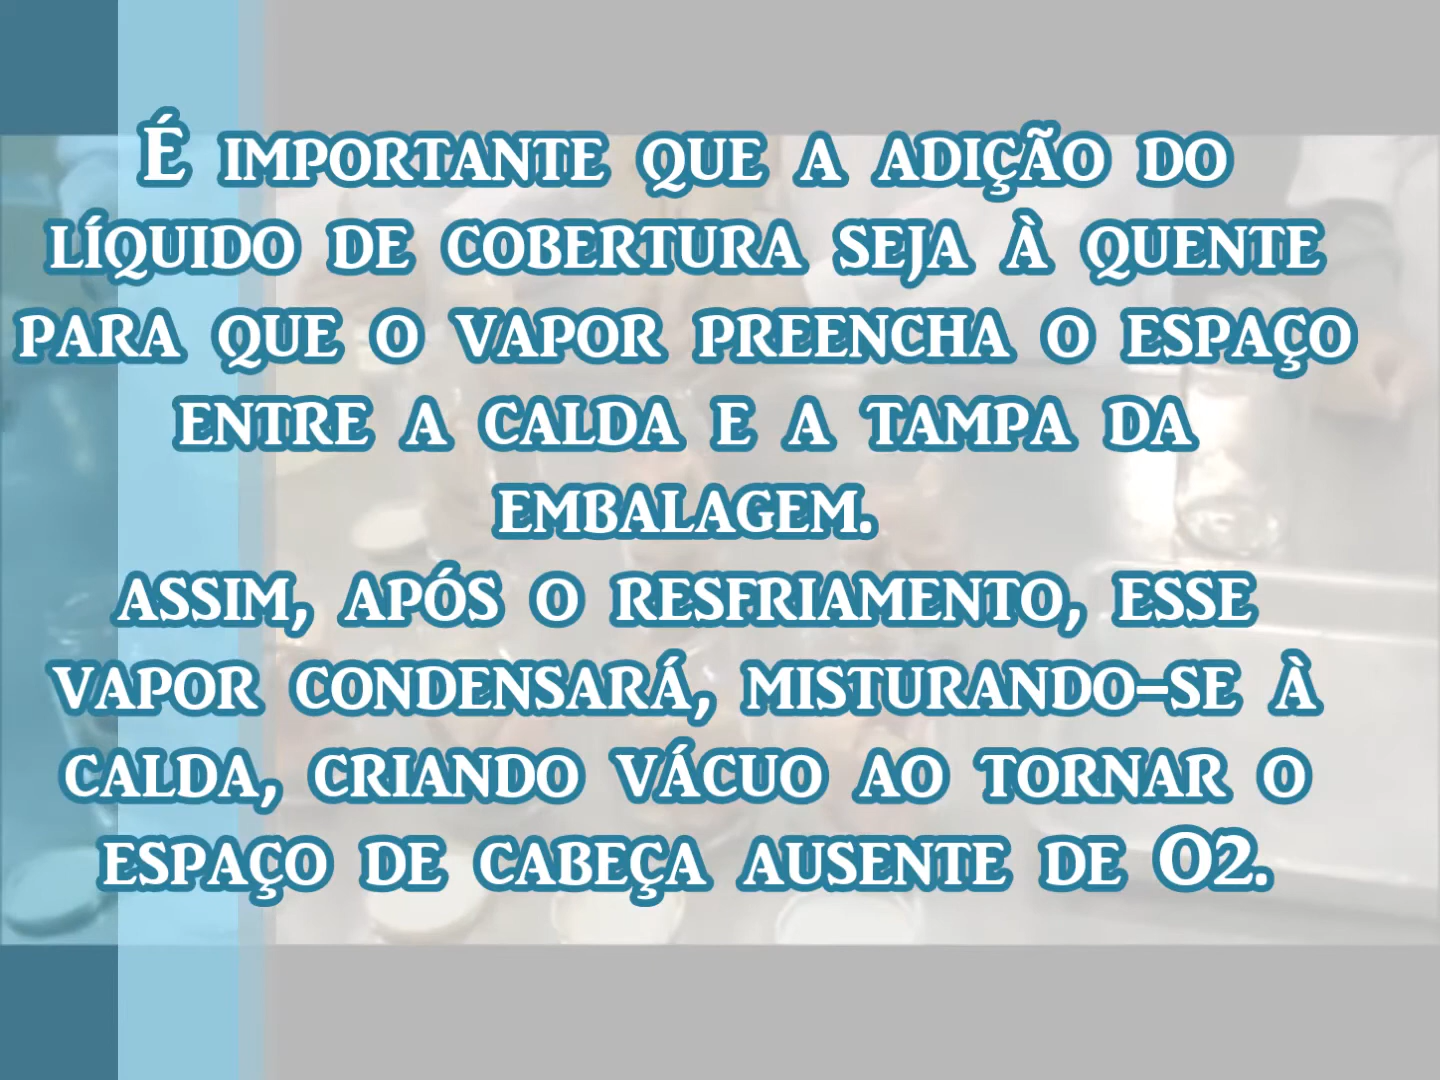 É IMPORTANTE QUE A ADIÇÃO DO
LÍQUIDO DE COBERTURA SEJA À QUENTE
PARA QUE O VAPOR PREENCHA O ESPAÇO
ENTRE A CALDA E A TAMPA DA
EMBALAGEM.
ASSIM, APÓS O RESFRIAMENTO, ESSE
VAPOR CONDENSARÁ, MISTURANDO-SE À
CALDA, CRIANDO VÁCUO AO TORNAR O
ESPAÇO DE CABEÇA AUSENTE DE O2.